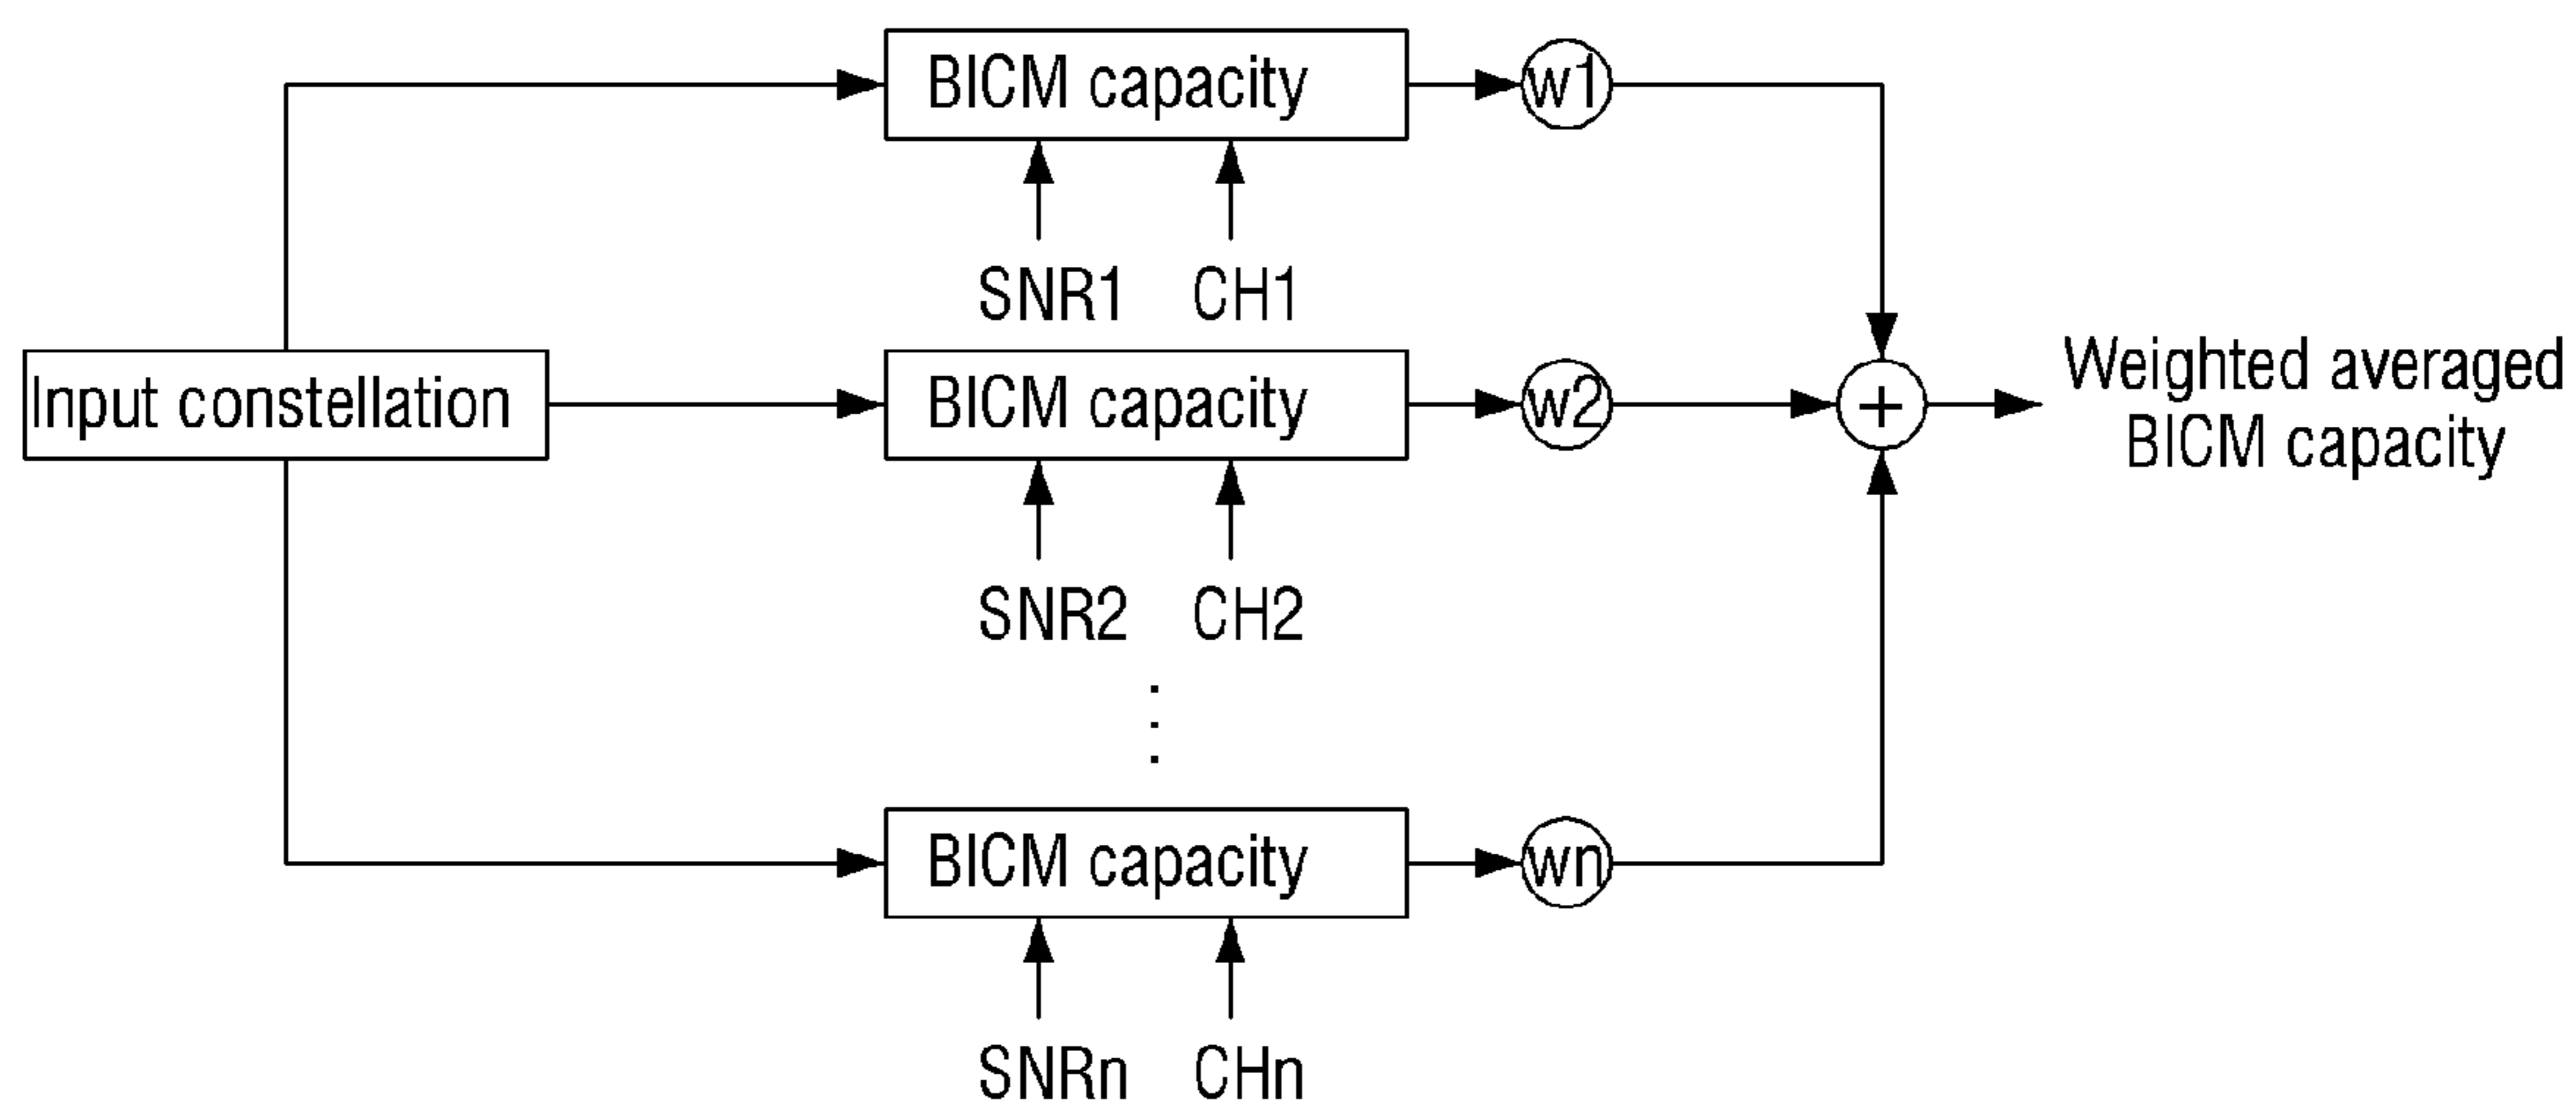 BICM capacity
w1
SNR1 CH1
Input constellation
BICM capacity
w2
+
Weighted averaged
BICM capacity
SNR2 CH2
BICM capacity
wn
SNRn CHn